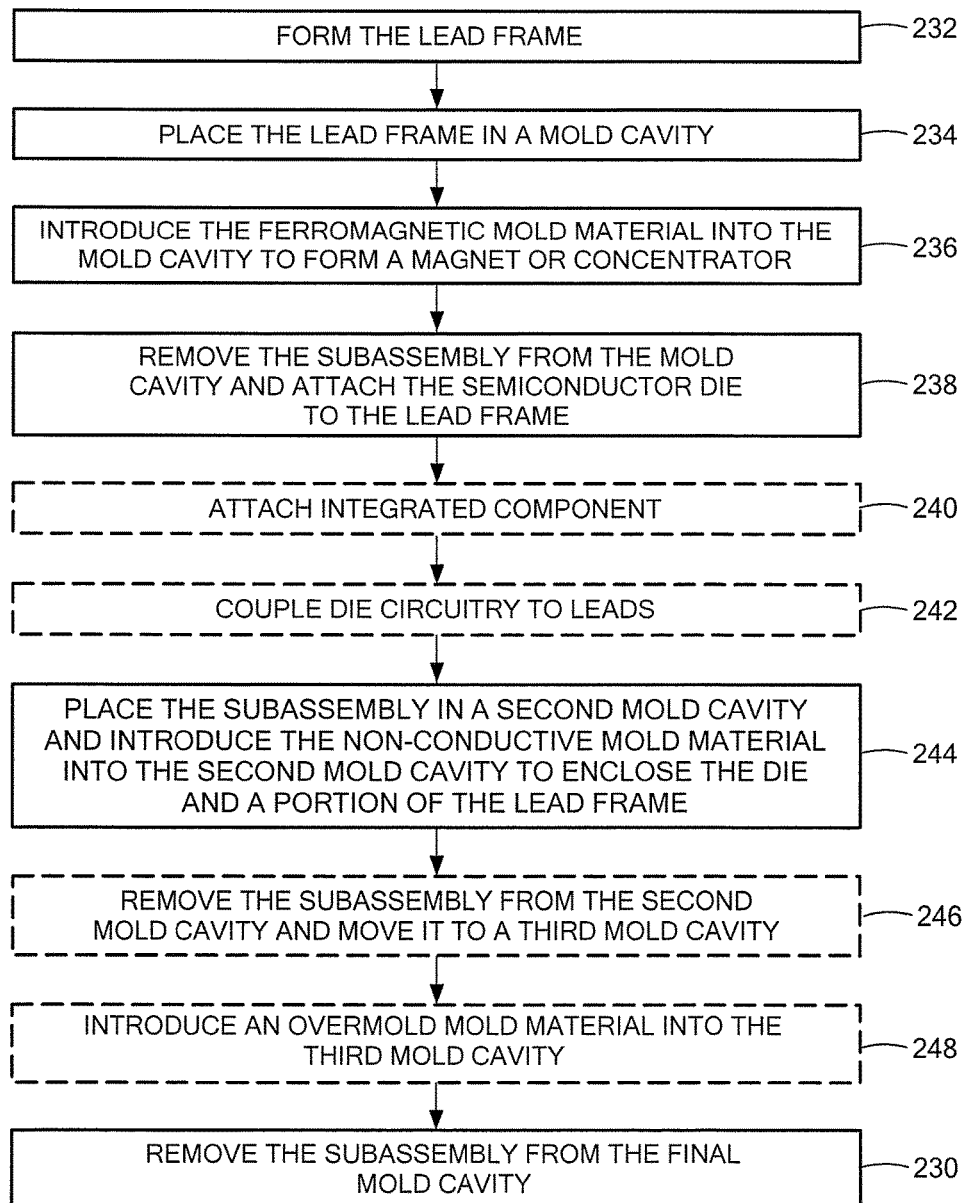 FORM THE LEAD FRAME
232
PLACE THE LEAD FRAME IN A MOLD CAVITY
234
INTRODUCE THE FERROMAGNETIC MOLD MATERIAL INTO THE
MOLD CAVITY TO FORM A MAGNET OR CONCENTRATOR
236
REMOVE THE SUBASSEMBLY FROM THE MOLD
CAVITY AND ATTACH THE SEMICONDUCTOR DIE
TO THE LEAD FRAME
238
ATTACH INTEGRATED COMPONENT
240
COUPLE DIE CIRCUITRY TO LEADS
242
PLACE THE SUBASSEMBLY IN A SECOND MOLD CAVITY
AND INTRODUCE THE NON-CONDUCTIVE MOLD MATERIAL
INTO THE SECOND MOLD CAVITY TO ENCLOSE THE DIE
AND A PORTION OF THE LEAD FRAME
244
REMOVE THE SUBASSEMBLY FROM THE SECOND
MOLD CAVITY AND MOVE IT TO A THIRD MOLD CAVITY
246
INTRODUCE AN OVERMOLD MOLD MATERIAL INTO THE
THIRD MOLD CAVITY
248
REMOVE THE SUBASSEMBLY FROM THE FINAL
MOLD CAVITY
230